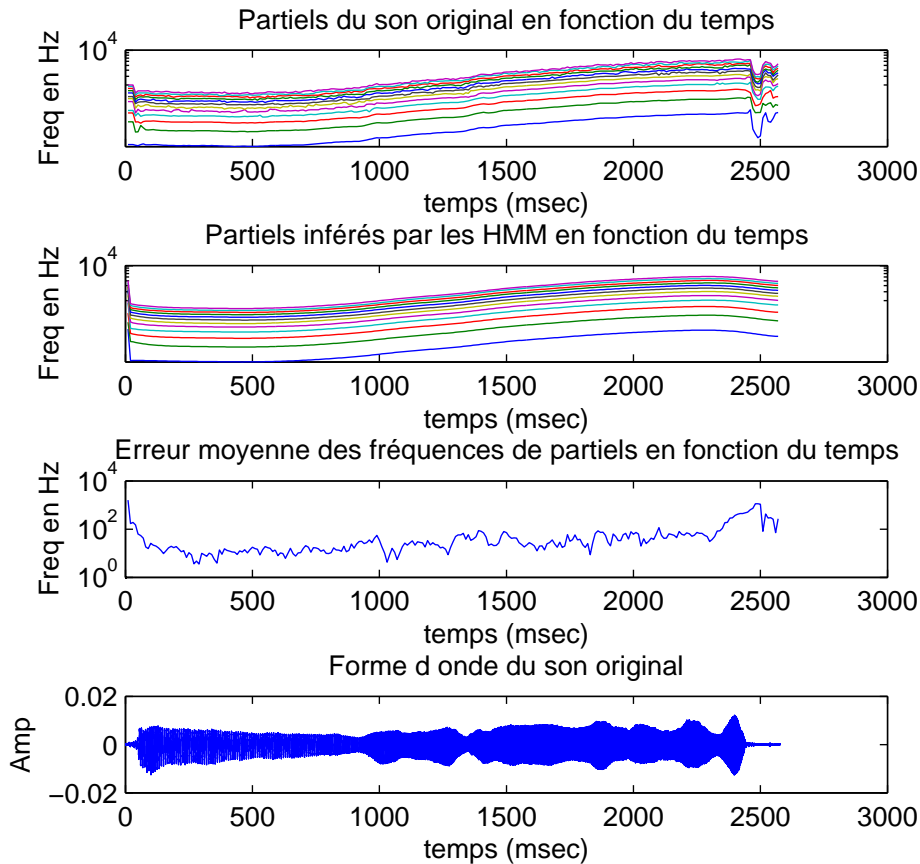 Partiels du son original en fonction du temps
10^4
Freq en Hz
0 500 1000 1500 2000 2500 3000
temps (msec)
Partiels inférés par les HMM en fonction du temps
10^4
Freq en Hz
0 500 1000 1500 2000 2500 3000
temps (msec)
Erreur moyenne des fréquences de partiels en fonction du temps
10^4
10^2
10^0
Freq en Hz
0 500 1000 1500 2000 2500 3000
temps (msec)
Forme d onde du son original
0.02
0
−0.02
Amp
0 500 1000 1500 2000 2500 3000
temps (msec)